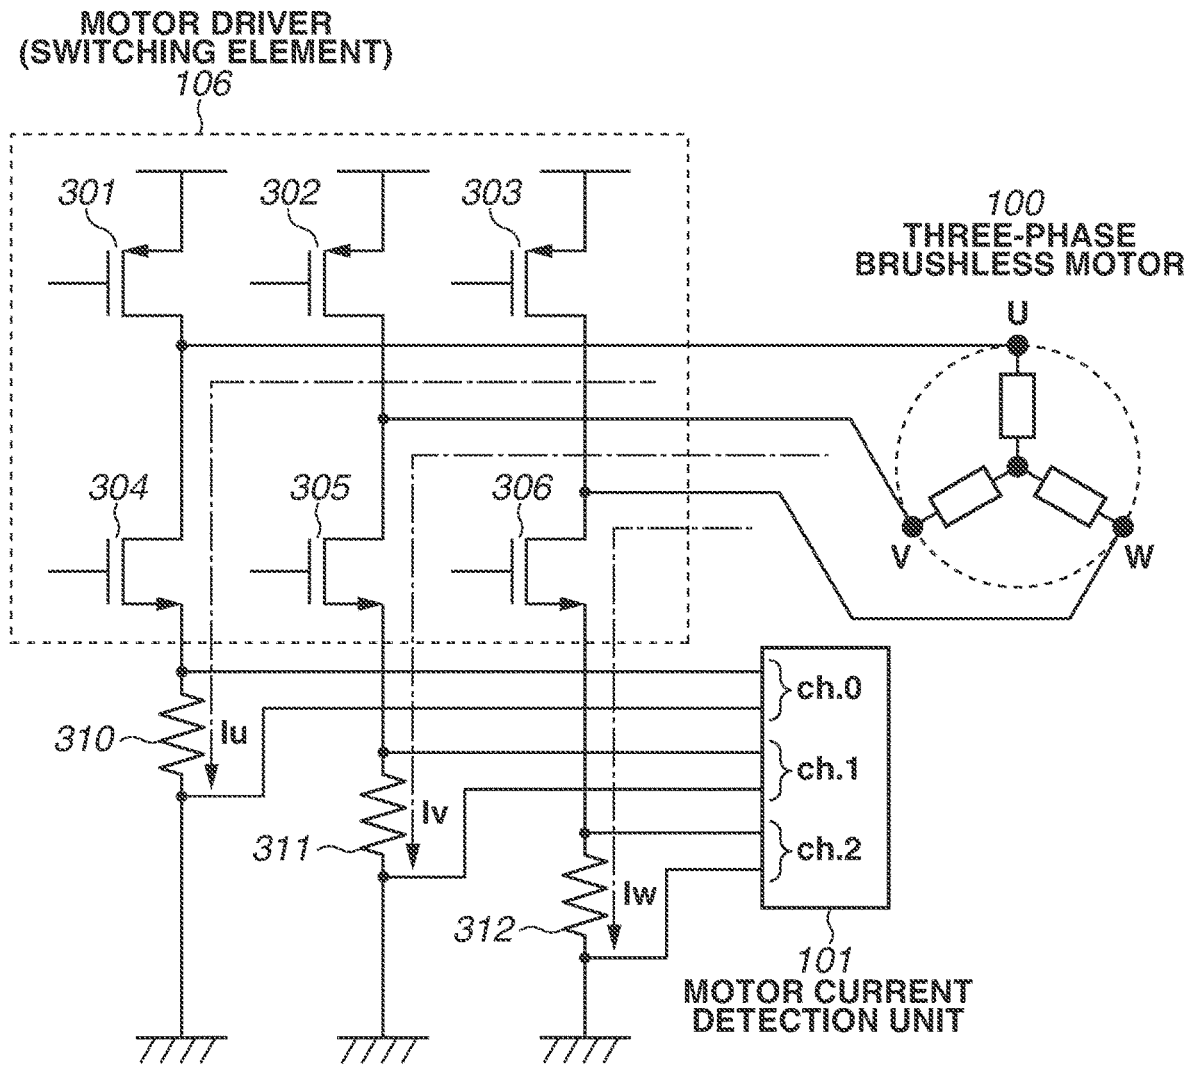 MOTOR DRIVER
(SWITCHING ELEMENT)
106
301
302
303
100
THREE-PHASE
BRUSHLESS MOTOR
U
304
305
306
V
W
ch.0
310
Iu
ch.1
311
Iv
ch.2
312
Iw
101
MOTOR CURRENT
DETECTION UNIT